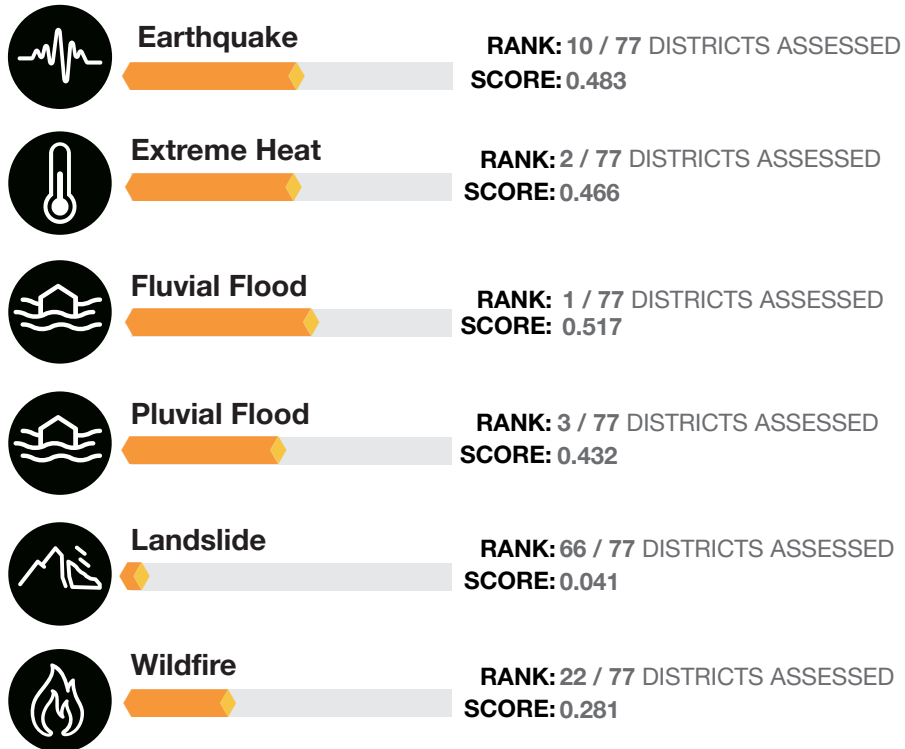 Earthquake
RANK: 10 / 77 DISTRICTS ASSESSED
SCORE: 0.483
Extreme Heat
RANK: 2 / 77 DISTRICTS ASSESSED
SCORE: 0.466
Fluvial Flood
RANK: 1 / 77 DISTRICTS ASSESSED
SCORE: 0.517
Pluvial Flood
RANK: 3 / 77 DISTRICTS ASSESSED
SCORE: 0.432
Landslide
RANK: 66 / 77 DISTRICTS ASSESSED
SCORE: 0.041
Wildfire
RANK: 22 / 77 DISTRICTS ASSESSED
SCORE: 0.281